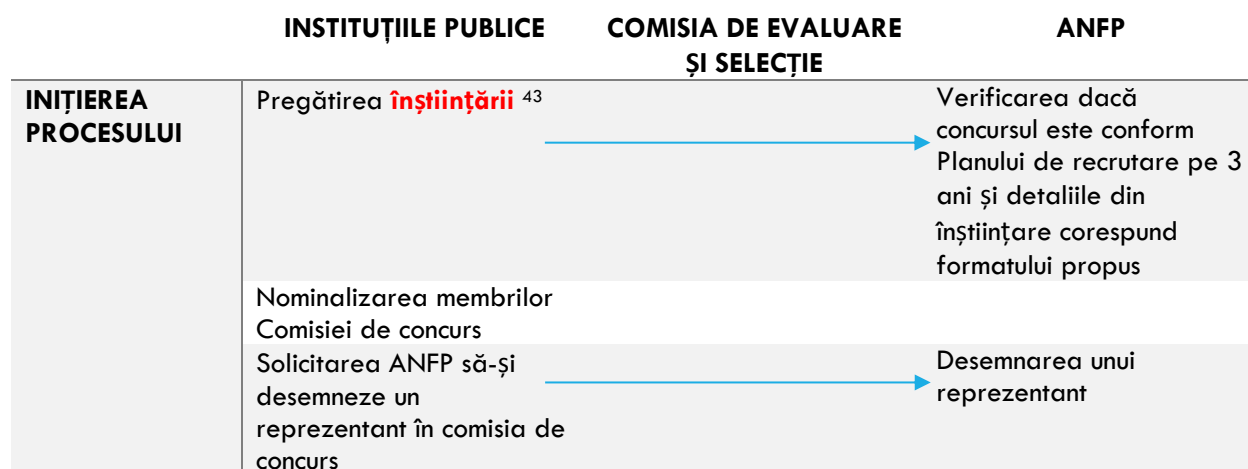 INSTITUȚIILE PUBLICE COMISIA DE EVALUARE ANFP
ȘI SELECȚIE
INIȚIEREA
PROCESULUI
Pregătirea înștiințării 43
Verificarea dacă
concursul este conform
Planului de recrutare pe 3
ani și detaliile din
înștiințare corespund
formatului propus
Nominalizarea membrilor
Comisiei de concurs
Solicitarea ANFP să-și
desemneze un
reprezentant în comisia de
concurs
Desemnarea unui
reprezentant